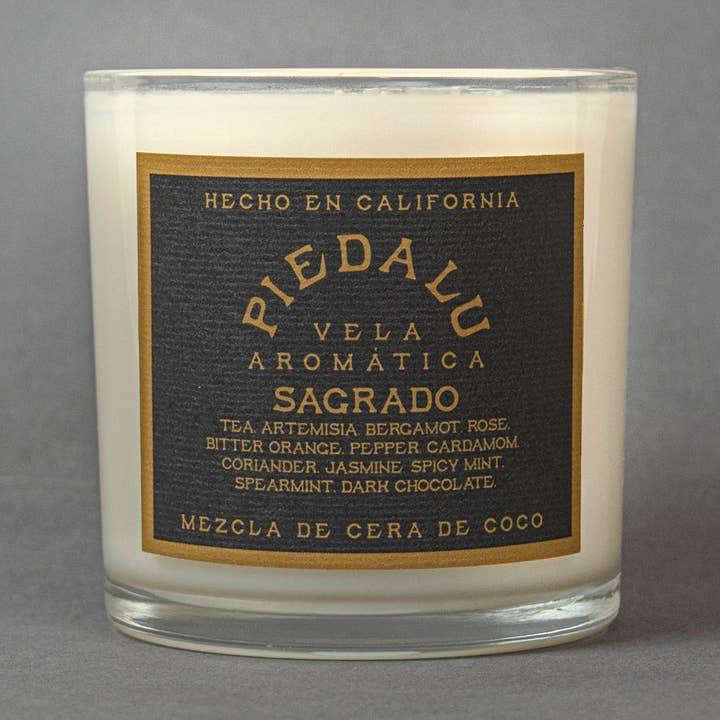 HECHO EN CALIFORNIA
PIEDALU
VELA
AROMÁTICA
SAGRADO
TEA. ARTEMISIA. BERGAMOT. ROSE.
BITTER ORANGE. PEPPER CARDAMOM.
CORIANDER. JASMINE. SPICY MINT.
SPEARMINT. DARK CHOCOLATE.
MEZCLA DE CERA DE COCO